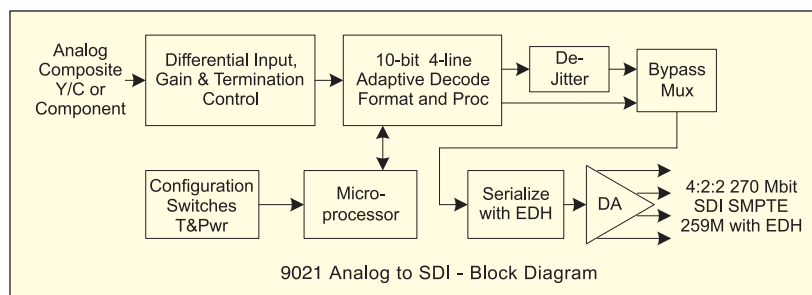 Analog
Composite
Y/C or
Component
Differential Input,
Gain & Termination
Control
10-bit 4-line
Adaptive Decode
Format and Proc
De-
Jitter
Bypass
Mux
Configuration
Switches
T&Pwr
Micro-
processor
Serialize
with EDH
DA
4:2:2 270 Mbit
SDI SMPTE
259M with EDH
9021 Analog to SDI - Block Diagram